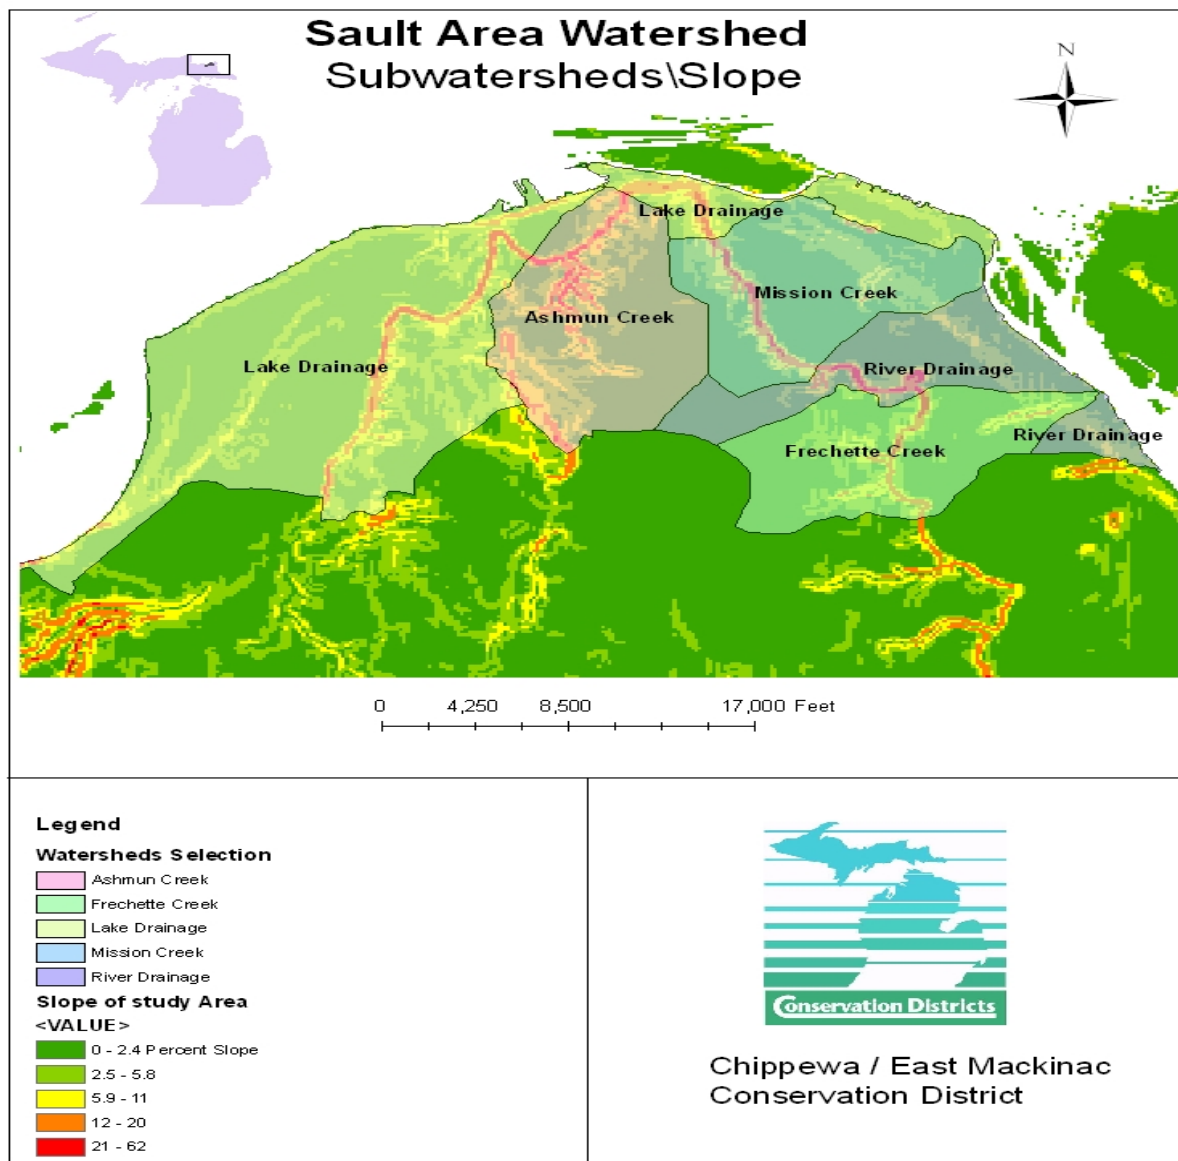 Sault Area Watershed
Subwatersheds\Slope
N
Lake Drainage
Mission Creek
Ashmun Creek
Lake Drainage
River Drainage
River Drainage
Frechette Creek
0 4,250 8,500 17,000 Feet
Legend
Watersheds Selection
Ashmun Creek
Frechette Creek
Lake Drainage
Mission Creek
River Drainage
Slope of study Area
<VALUE>
0 - 2.4 Percent Slope
2.5 - 5.8
5.9 - 11
12 - 20
21 - 62
Conservation Districts
Chippewa / East Mackinac
Conservation District